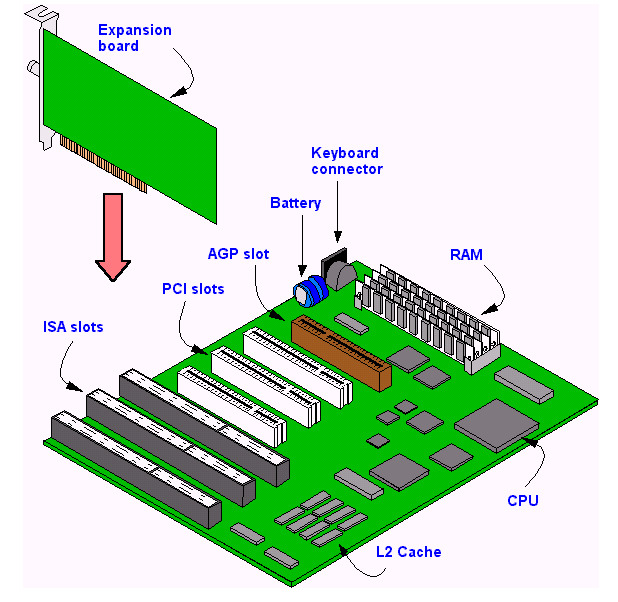 Expansion
board
Keyboard
connector
Battery
AGP slot
RAM
PCI slots
ISA slots
CPU
L2 Cache